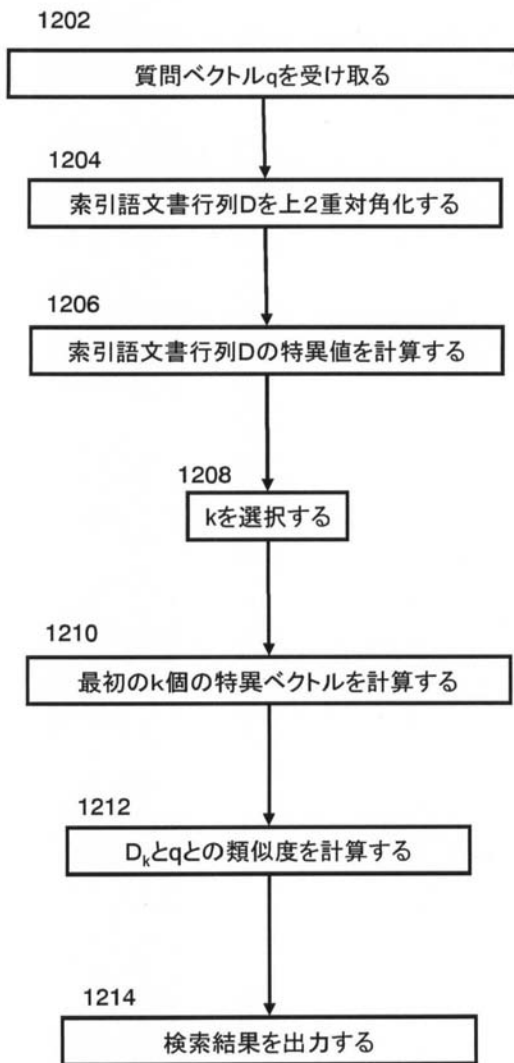 1202
質問ベクトルqを受け取る
1204
索引語文書行列Dを上2重対角化する
1206
索引語文書行列Dの特異値を計算する
1208
kを選択する
1210
最初のk個の特異ベクトルを計算する
1212
Dkとqとの類似度を計算する
1214
検索結果を出力する